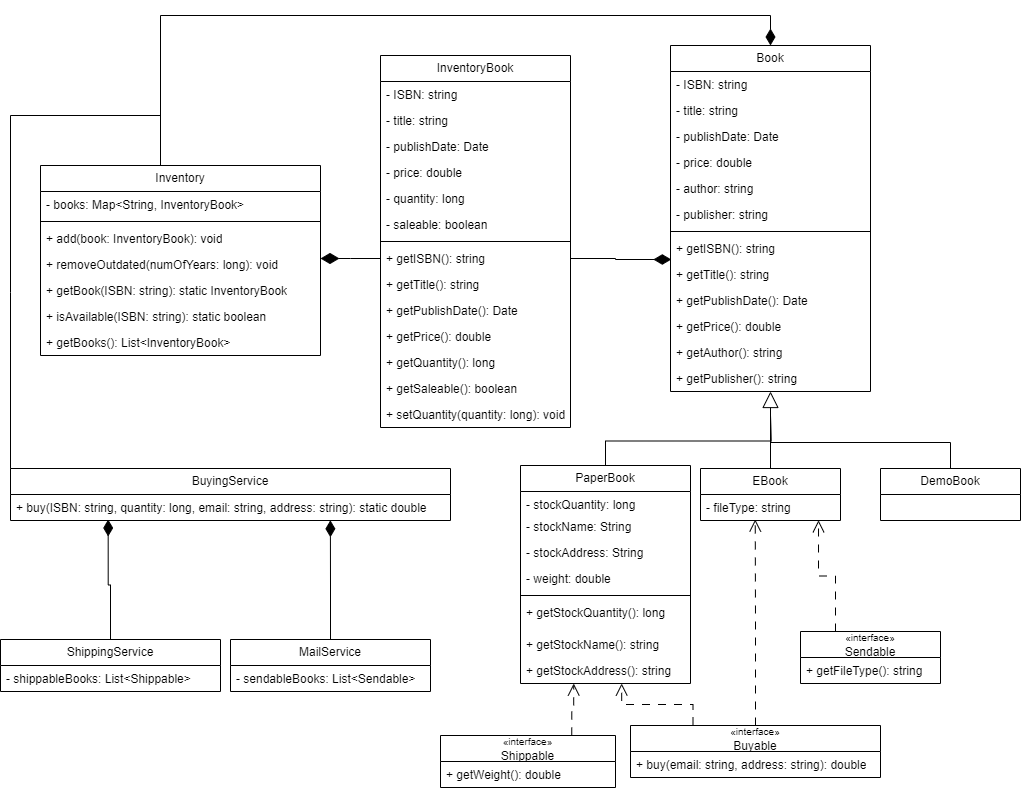 Book
- ISBN: string
- title: string
- publishDate: Date
- price: double
- author: string
- publisher: string
+ getISBN(): string
+ getTitle(): string
+ getPublishDate(): Date
+ getPrice(): double
+ getAuthor(): string
+ getPublisher(): string
InventoryBook
- ISBN: string
- title: string
- publishDate: Date
- price: double
- quantity: long
- saleable: boolean
+ getISBN(): string
+ getTitle(): string
+ getPublishDate(): Date
+ getPrice(): double
+ getQuantity(): long
+ getSaleable(): boolean
+ setQuantity(quantity: long): void
Inventory
- books: Map<String, InventoryBook>
+ add(book: InventoryBook): void
+ removeOutdated(numOfYears: long): void
+ getBook(ISBN: string): static InventoryBook
+ isAvailable(ISBN: string): static boolean
+ getBooks(): List<InventoryBook>
BuyingService
+ buy(ISBN: string, quantity: long, email: string, address: string): static double
PaperBook
- stockQuantity: long
- stockName: String
- stockAddress: String
- weight: double
+ getStockQuantity(): long
+ getStockName(): string
+ getStockAddress(): string
EBook
- fileType: string
DemoBook
ShippingService
- shippableBooks: List<Shippable>
MailService
- sendableBooks: List<Sendable>
«interface»
Sendable
+ getFileType(): string
«interface»
Shippable
+ getWeight(): double
«interface»
Buyable
+ buy(email: string, address: string): double